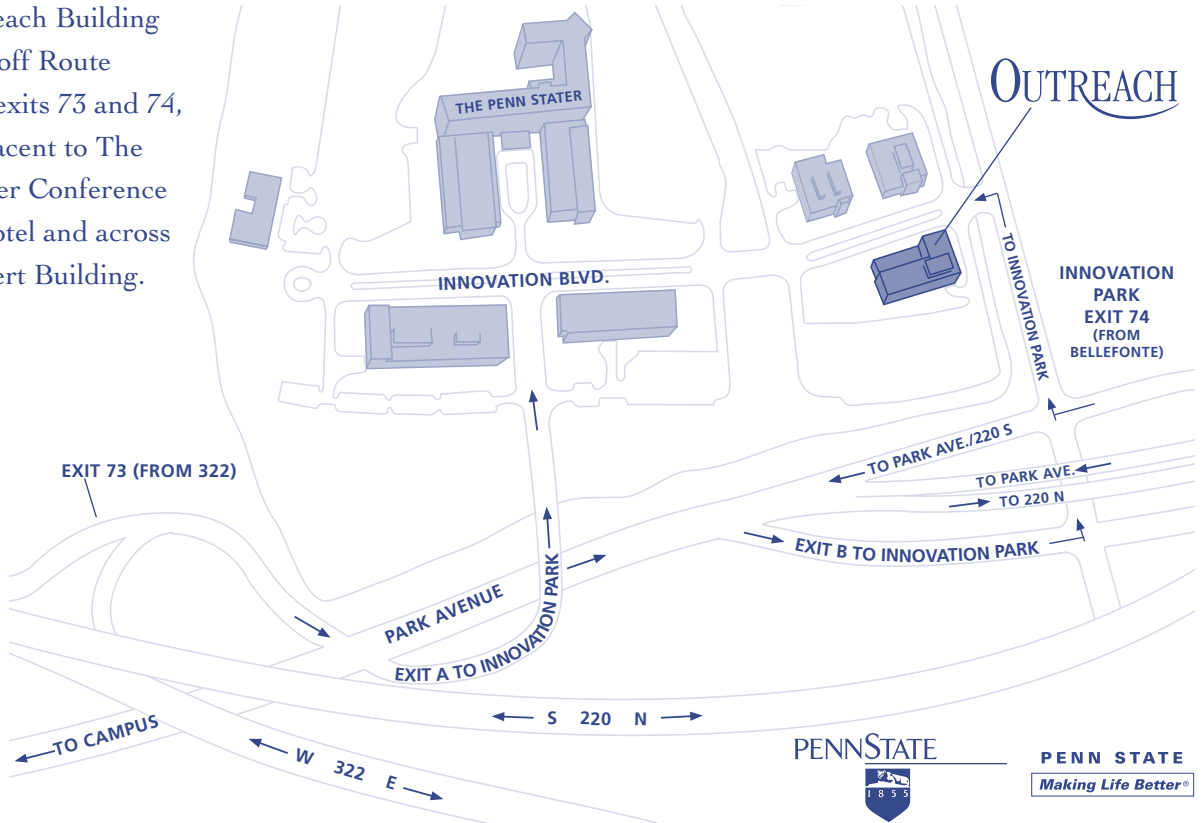 each Building
off Route
exits 73 and 74,
acent to The
er Conference
otel and across
ert Building.
THE PENN STATER
OUTREACH
INNOVATION BLVD.
TO INNOVATION PARK
INNOVATION
PARK
EXIT 74
(FROM
BELLEFONTE)
EXIT 73 (FROM 322)
TO PARK AVE./220 S
TO PARK AVE.
TO 220 N
EXIT B TO INNOVATION PARK
PARK AVENUE
EXIT A TO INNOVATION PARK
S 220 N
TO CAMPUS
W 322 E
PENNSTATE
1855
PENN STATE
Making Life Better®